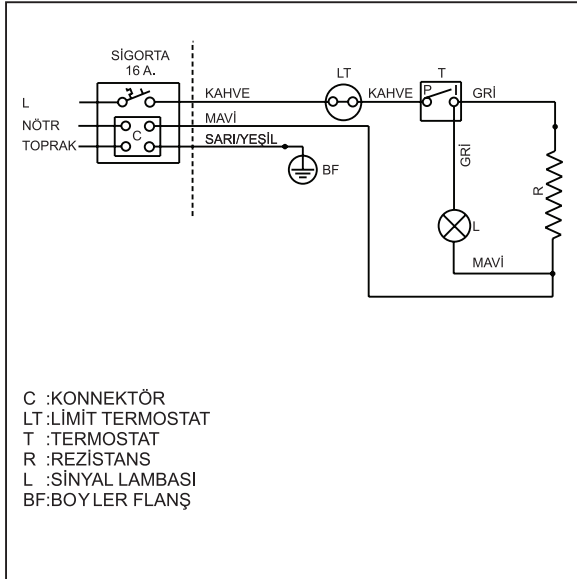 SİGORTA
16 A.
LT
T
L
KAHVE
KAHVE
P
I
GRİ
NÖTR
MAVİ
C
TOPRAK
SARI/YEŞİL
BF
GRİ
R
L
MAVİ
C :KONNEKTÖR
LT:LİMİT TERMOSTAT
T :TERMOSTAT
R :REZİSTANS
L :SİNYAL LAMBASI
BF:BOYLER FLANŞ